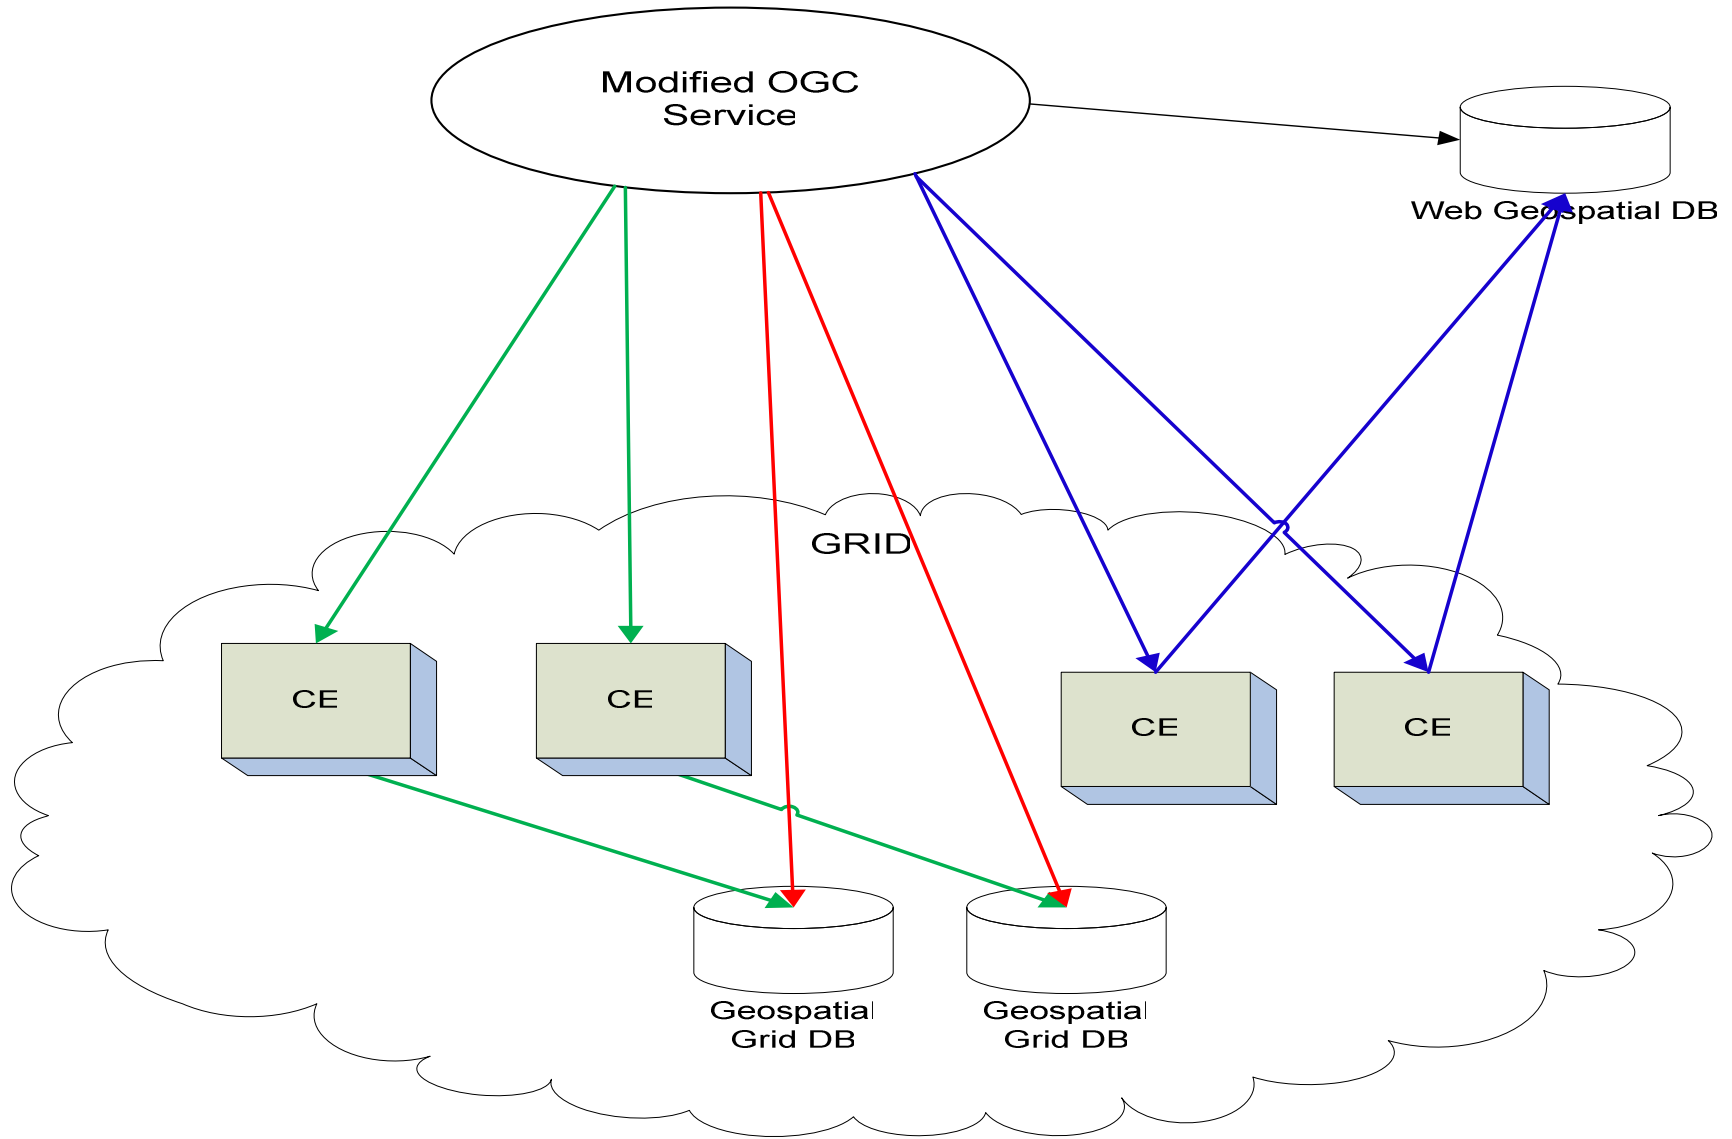 Modified OGC
Service
Web Geospatial DB
GRID
CE
CE
CE
CE
Geospatial
Grid DB
Geospatial
Grid DB